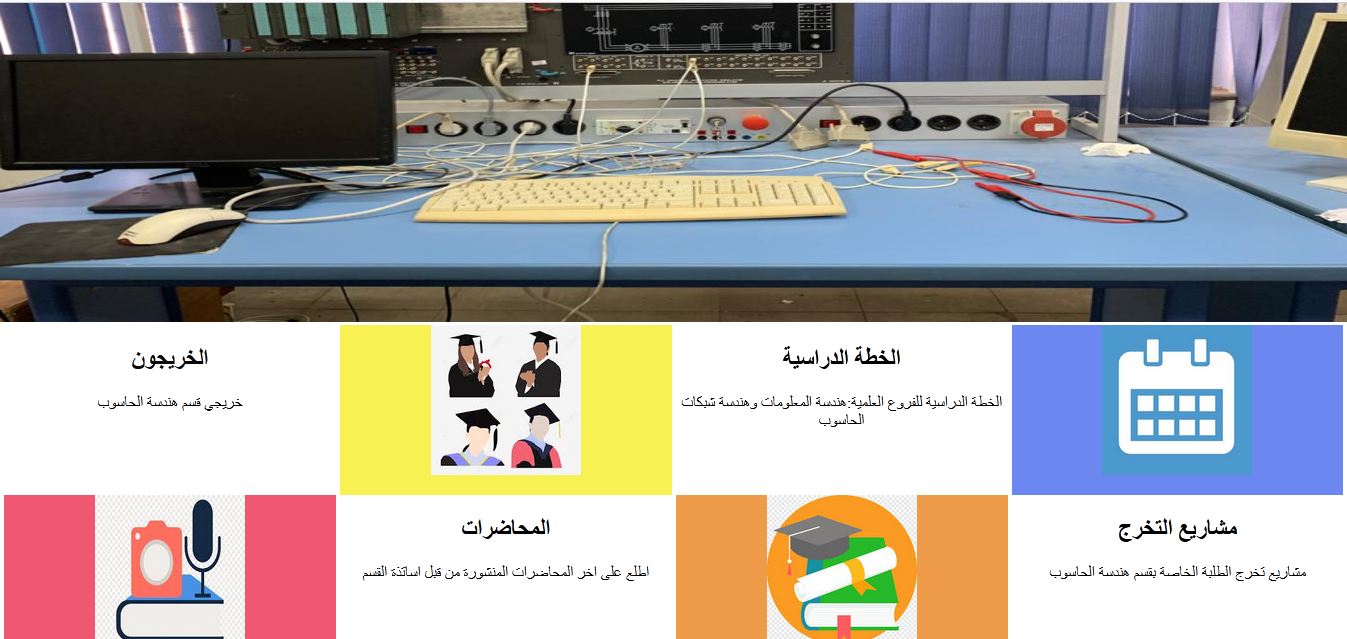 الخطة الدراسية
الخطة الدراسية للفروع العلمية:هندسة المعلومات وهندسة شبكات
الحاسوب
الخريجون
خريجي قسم هندسة الحاسوب
مشاريع التخرج
مشاريع تخرج الطلبة الخاصة بقسم هندسة الحاسوب
المحاضرات
اطلع على اخر المحاضرات المنشورة من قبل اساتذة القسم